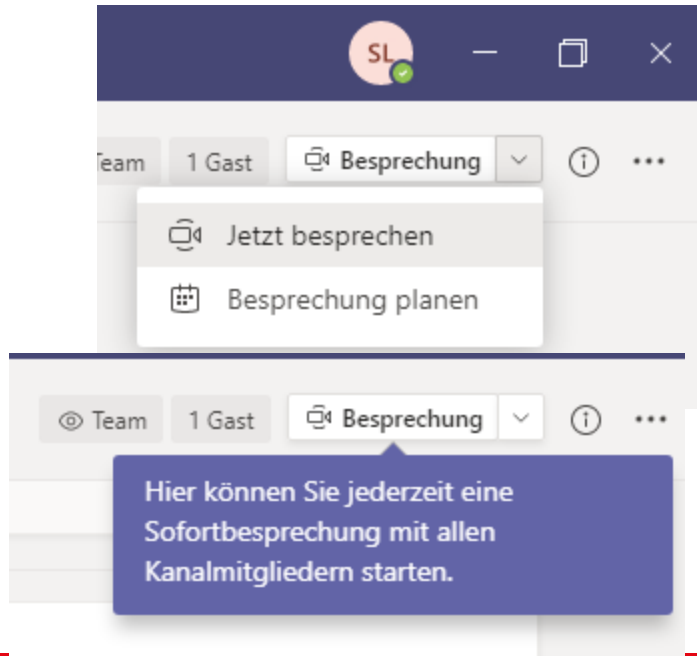 SL
Team 1 Gast Besprechung
Jetzt besprechen
Besprechung planen
Team 1 Gast Besprechung
Hier können Sie jederzeit eine
Sofortbesprechung mit allen
Kanalmitgliedern starten.